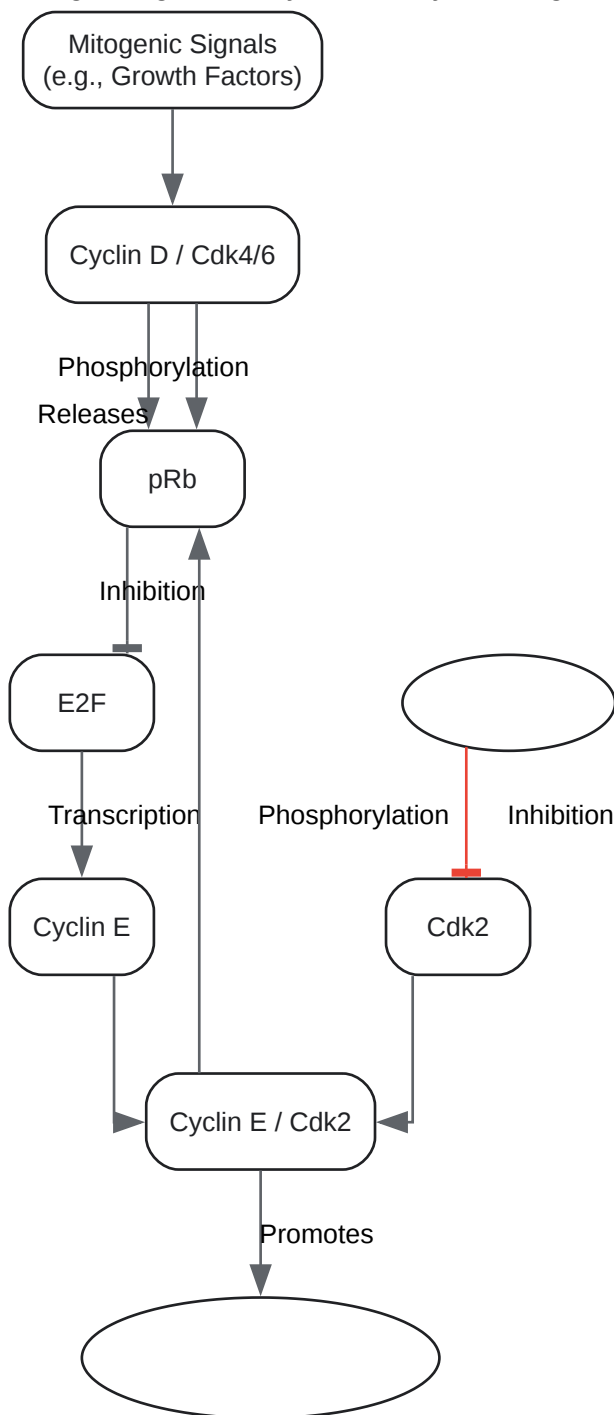 Mitogenic Signals
(e.g., Growth Factors)
Cyclin D / Cdk4/6
Phosphorylation
Releases
pRb
Inhibition
E2F
Transcription
Phosphorylation
Inhibition
Cyclin E
Cdk2
Cyclin E / Cdk2
Promotes